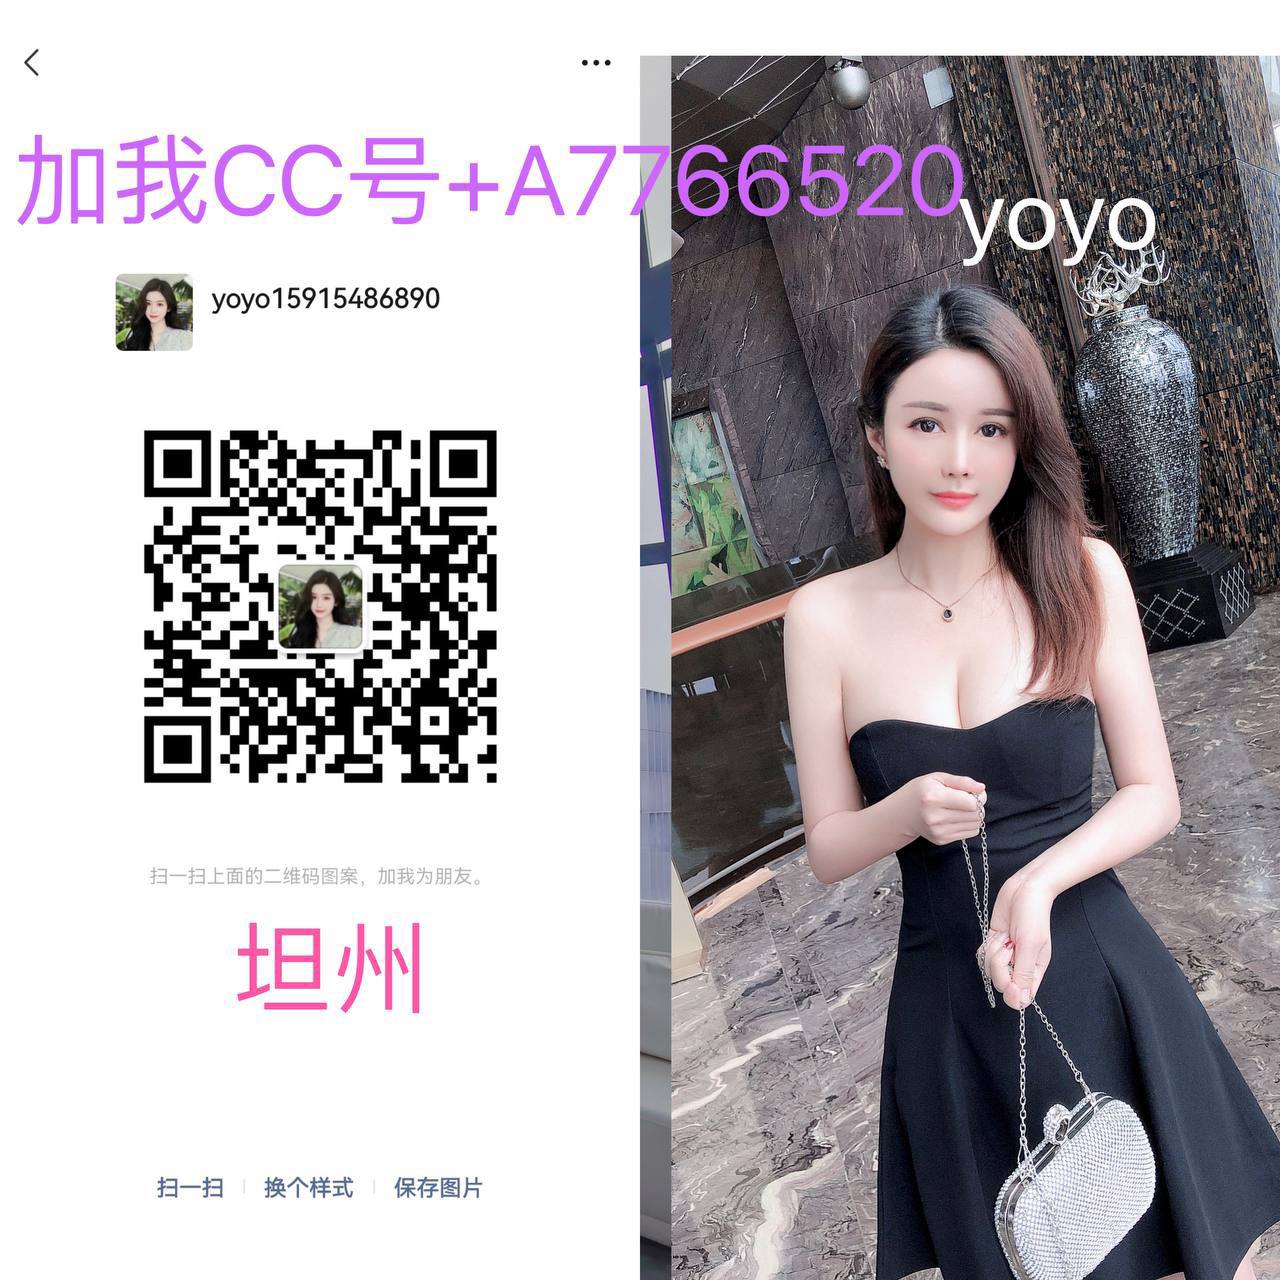 加我CC号+A7766520
yoyo
yoyo15915486890
扫一扫上面的二维码图案，加我为朋友。
坦州
扫一扫 | 换个样式 | 保存图片